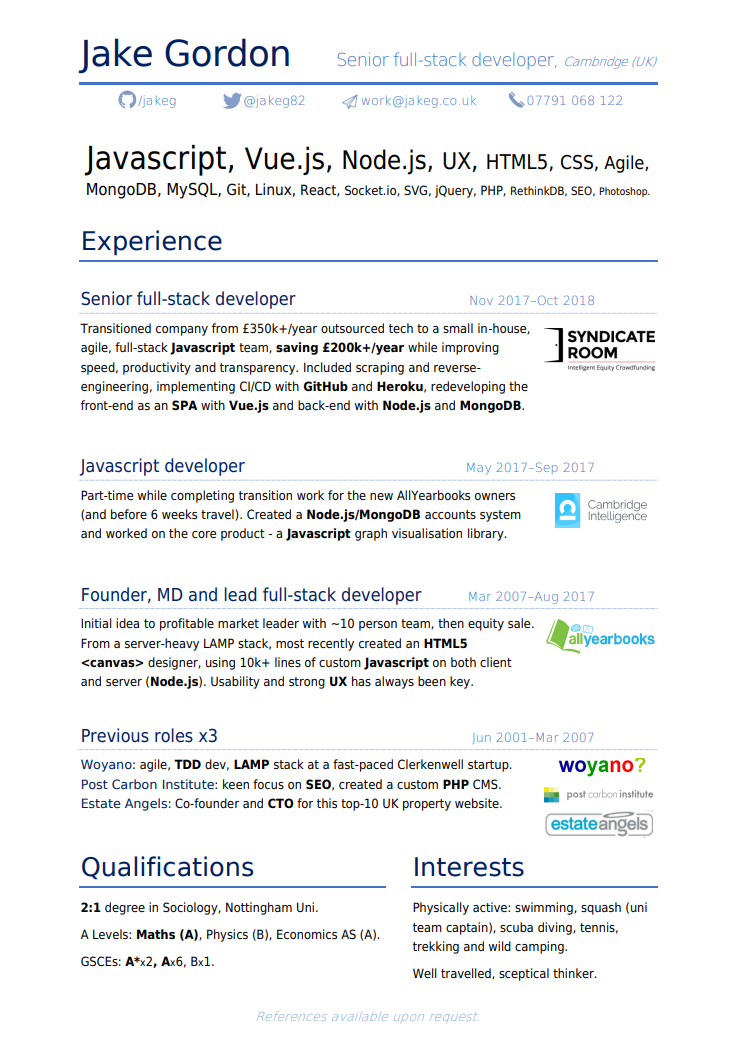 Jake Gordon
Senior full-stack developer, Cambridge (UK)
/jakeg @jakeg82 work@jakeg.co.uk 07791 068 122
Javascript, Vue.js, Node.js, UX, HTML5, CSS, Agile,
MongoDB, MySQL, Git, Linux, React, Socket.io, SVG, jQuery, PHP, RethinkDB, SEO, Photoshop.
Experience
Senior full-stack developer Nov 2017–Oct 2018
Transitioned company from £350k+/year outsourced tech to a small in-house,
agile, full-stack Javascript team, saving £200k+/year while improving
speed, productivity and transparency. Included scraping and reverse-
engineering, implementing CI/CD with GitHub and Heroku, redeveloping the
front-end as an SPA with Vue.js and back-end with Node.js and MongoDB.
SYNDICATE
ROOM
Intelligent Equity Crowdfunding
Javascript developer May 2017–Sep 2017
Part-time while completing transition work for the new AllYearbooks owners
(and before 6 weeks travel). Created a Node.js/MongoDB accounts system
and worked on the core product - a Javascript graph visualisation library.
Cambridge
Intelligence
Founder, MD and lead full-stack developer Mar 2007–Aug 2017
Initial idea to profitable market leader with ~10 person team, then equity sale.
From a server-heavy LAMP stack, most recently created an HTML5
<canvas> designer, using 10k+ lines of custom Javascript on both client
and server (Node.js). Usability and strong UX has always been key.
allyearbooks
Previous roles x3 Jun 2001–Mar 2007
Woyano: agile, TDD dev, LAMP stack at a fast-paced Clerkenwell startup.
Post Carbon Institute: keen focus on SEO, created a custom PHP CMS.
Estate Angels: Co-founder and CTO for this top-10 UK property website.
woyano?
post carbon institute
estateangels
Qualifications
2:1 degree in Sociology, Nottingham Uni.
A Levels: Maths (A), Physics (B), Economics AS (A).
GSCEs: A*x2, Ax6, Bx1.
Interests
Physically active: swimming, squash (uni
team captain), scuba diving, tennis,
trekking and wild camping.
Well travelled, sceptical thinker.
References available upon request.